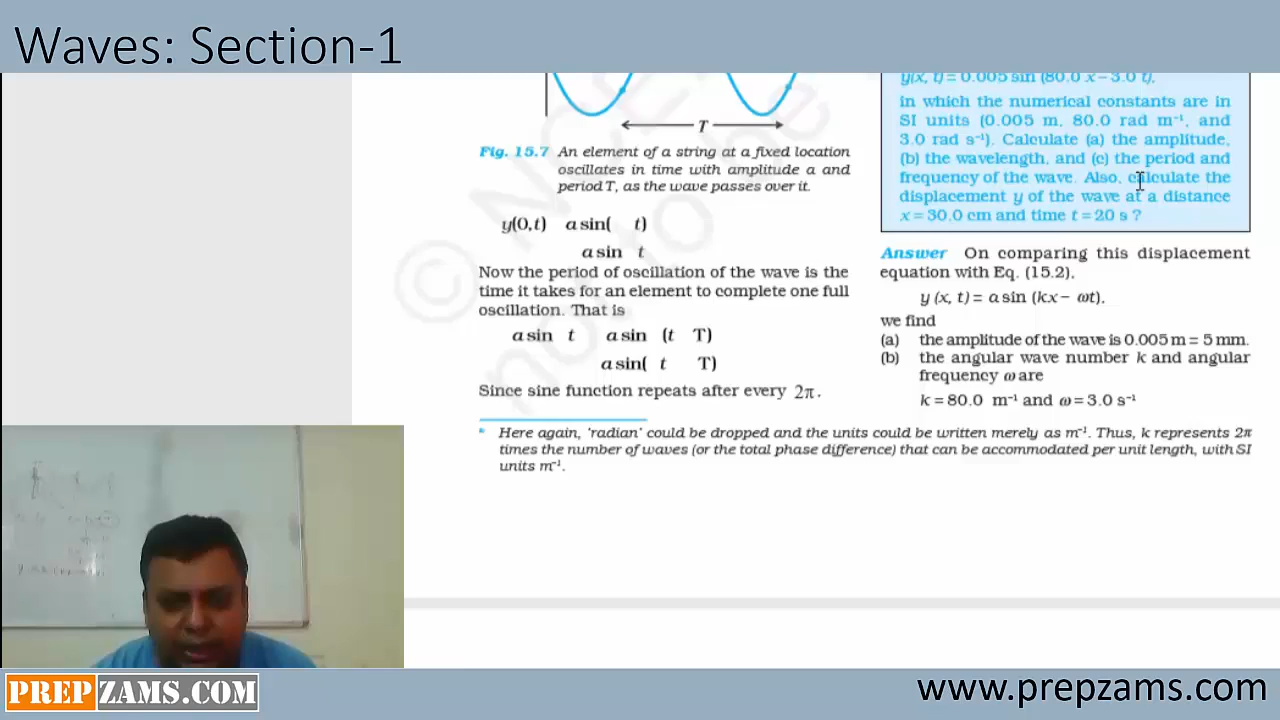 Waves: Section-1
T
Fig. 15.7 An element of a string at a fixed location
oscillates in time with amplitude a and
period T, as the wave passes over it.
y(0,t) a sin( t)
a sin t
Now the period of oscillation of the wave is the
time it takes for an element to complete one full
oscillation. That is
a sin t a sin (t T)
a sin( t T)
Since sine function repeats after every 2π .
y(x, t) = 0.005 sin (80.0 x – 3.0 t),
in which the numerical constants are in
SI units (0.005 m, 80.0 rad m⁻¹, and
3.0 rad s⁻¹). Calculate (a) the amplitude,
(b) the wavelength, and (c) the period and
frequency of the wave. Also, calculate the
displacement y of the wave at a distance
x = 30.0 cm and time t = 20 s ?
Answer On comparing this displacement
equation with Eq. (15.2),
y (x, t) = a sin (kx – ωt),
we find
(a) the amplitude of the wave is 0.005 m = 5 mm.
(b) the angular wave number k and angular
frequency ω are
k = 80.0 m⁻¹ and ω = 3.0 s⁻¹
* Here again, 'radian' could be dropped and the units could be written merely as m⁻¹. Thus, k represents 2π
times the number of waves (or the total phase difference) that can be accommodated per unit length, with SI
units m⁻¹.
PREPZAMS.COM
www.prepzams.com